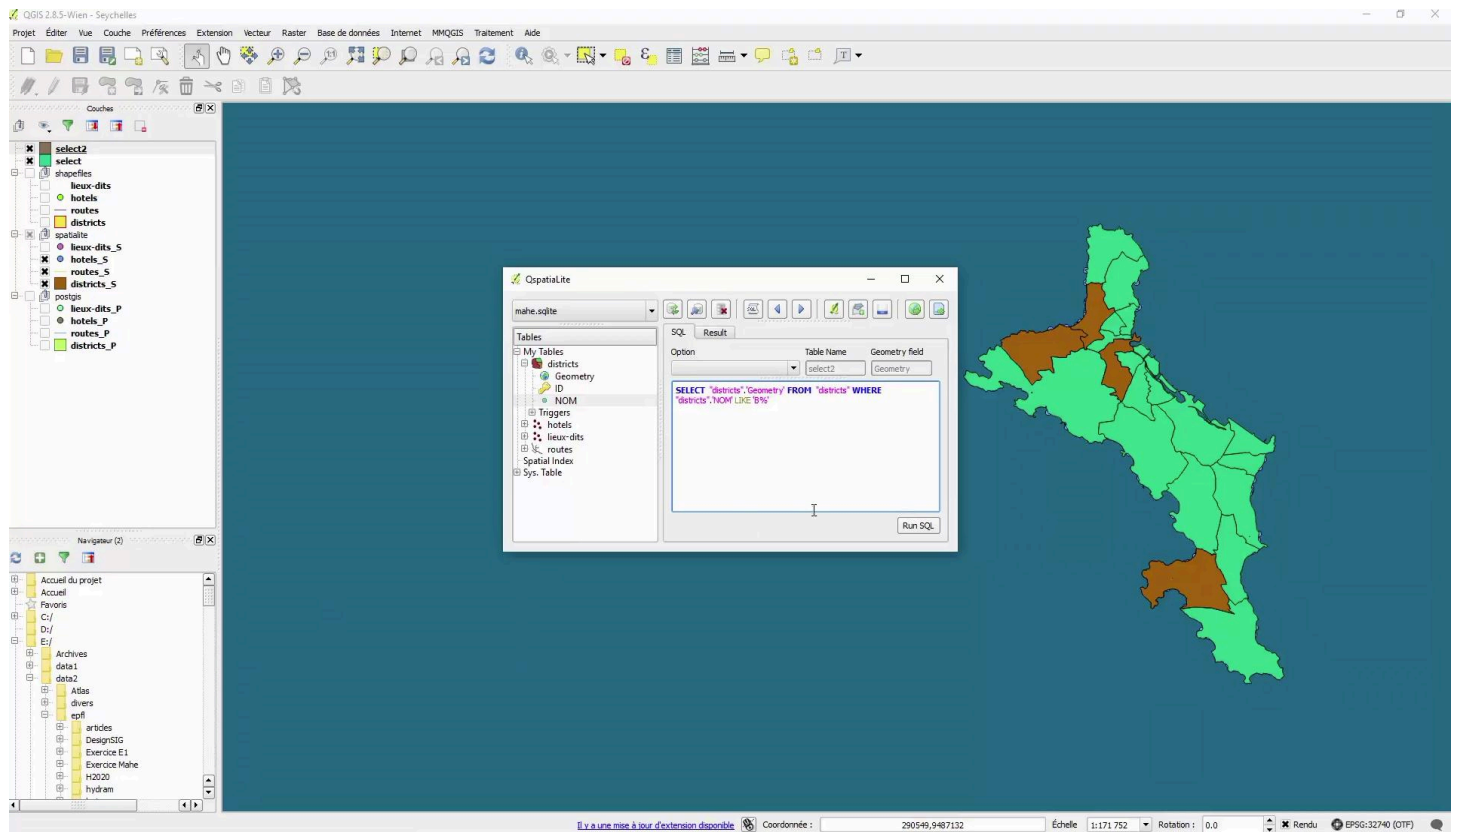 QGIS 2.8.5-Wien - Seychelles
Projet Éditer Vue Couche Préférences Extension Vecteur Raster Base de données Internet MMQGIS Traitement Aide
Couches
select2
select
shapefiles
lieux-dits
hotels
routes
districts
spatialite
lieux-dits_S
hotels_S
routes_S
districts_S
postgis
lieux-dits_P
hotels_P
routes_P
districts_P
QspatiaLite
mahe.sqlite
Tables
My Tables
districts
Geometry
ID
NOM
Triggers
hotels
lieux-dits
routes
Spatial Index
Sys. Table
SQL Result
Option Table Name Geometry field
select2 Geometry
SELECT "districts".'Geometry' FROM "districts" WHERE
"districts".'NOM' LIKE 'B%'
Run SQL
Navigateur (2)
Accueil du projet
Accueil
Favoris
C:/
D:/
E:/
Archives
data1
data2
Atlas
divers
epfl
articles
DesignSIG
Exercice E1
Exercice Mahe
H2020
hydram
Il y a une mise à jour d'extension disponible Coordonnée : 290549,9487132 Échelle 1:171 752 Rotation : 0.0 Rendu EPSG:32740 (OTF)